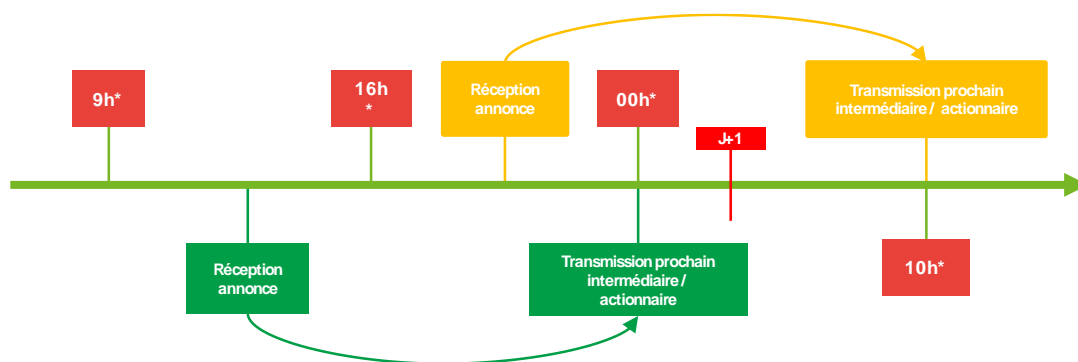 9h*
16h
*
Réception
annonce
00h*
J+1
Transmission prochain
intermédiaire / actionnaire
Réception
annonce
Transmission prochain
intermédiaire /
actionnaire
10h*